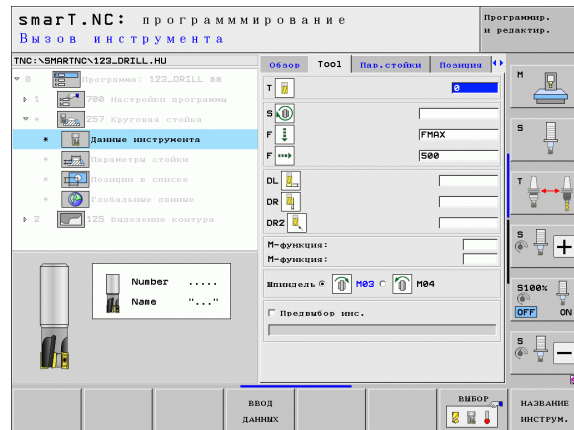 smarT.NC: программмирование
Вызов инструмента
Программир.
и редактир.
TNC:\SMARTNC\123_DRILL.HU
0 Программа: 123_DRILL mm
1 700 Настройки программы
* 257 Круговая стойка
* Данные инструмента
* Параметры стойки
* Позиции в списке
* Глобальные данные
2 125 Выделение контура
Number .....
Name "..."
Обзор Tool Пар.стойки Позиция
T 0
S
F FMAX
F 500
DL
DR
DR2
M-функция:
M-функция:
Шпиндель M03 M04
Предвыбор инс.
M
S
T
S
S100%
OFF ON
S
ВВОД
ДАННЫХ
ВЫБОР
НАЗВАНИЕ
ИНСТРУМ.